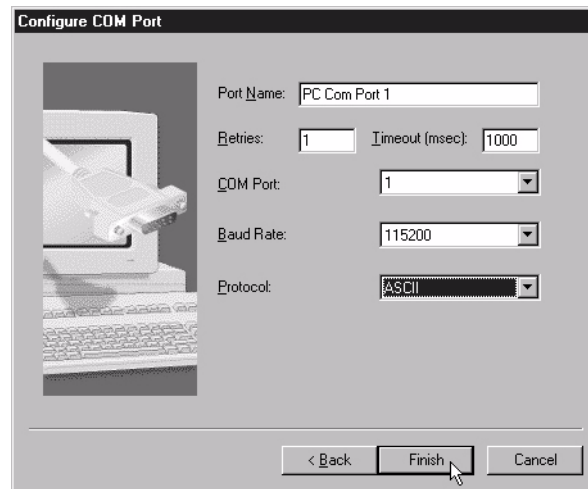 Configure COM Port
Port Name: PC Com Port 1
Retries: 1 Timeout (msec): 1000
COM Port: 1
Baud Rate: 115200
Protocol: ASCII
< Back Finish Cancel